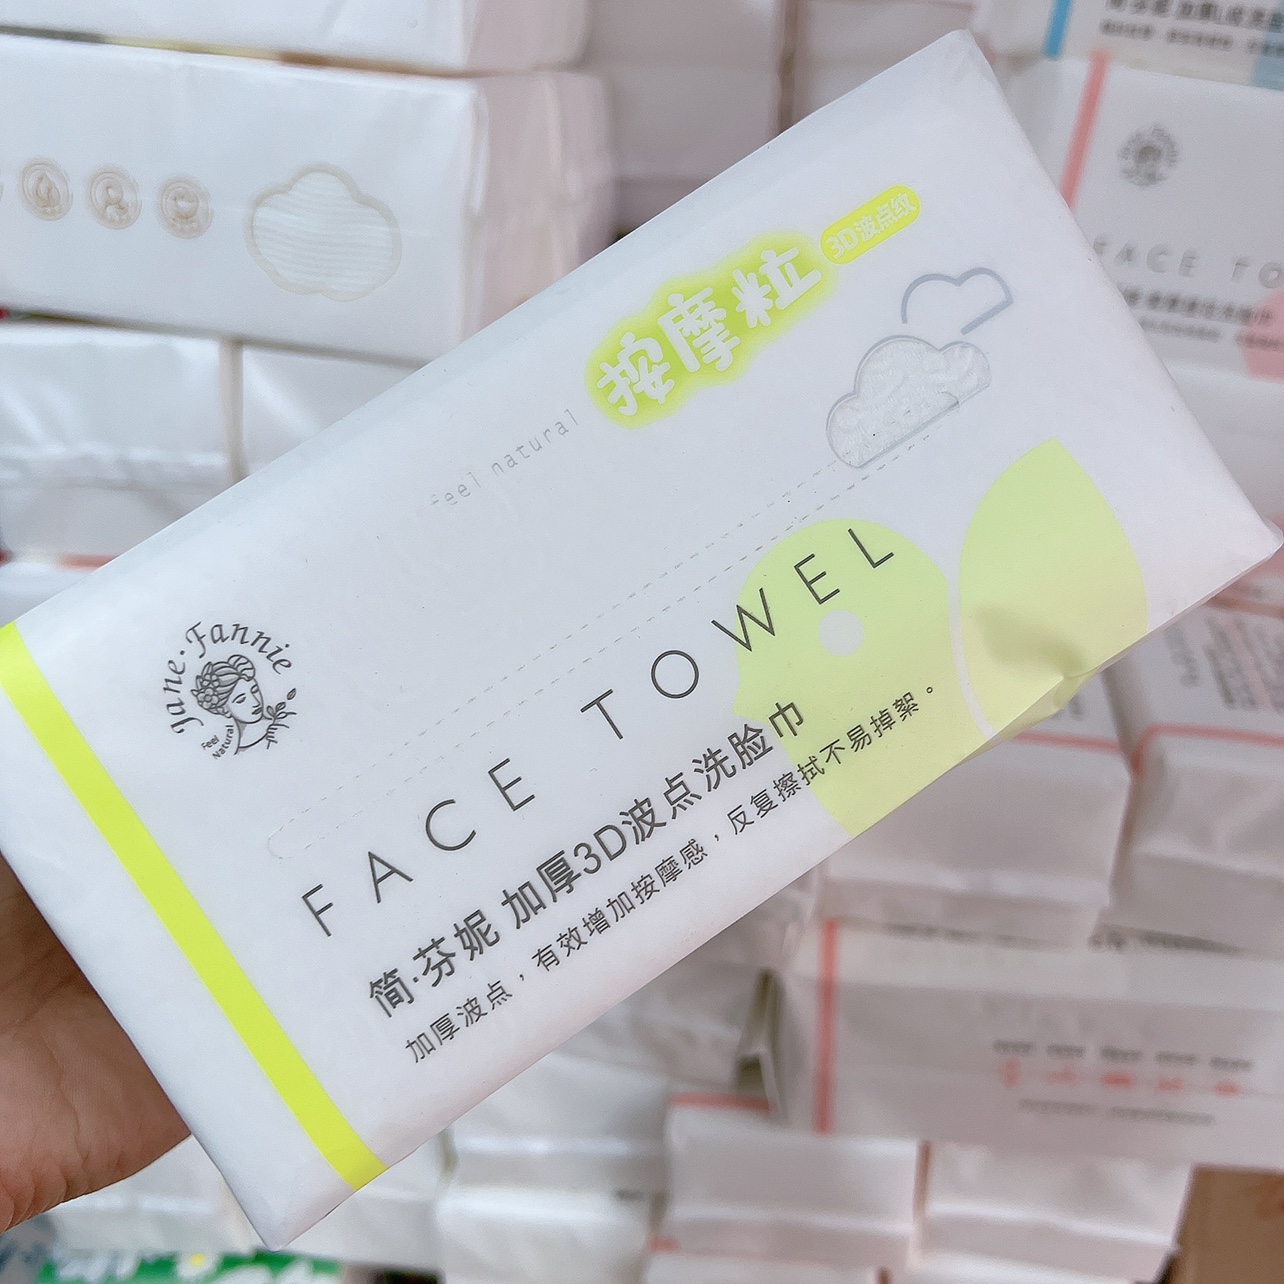 3D波点纹
按摩粒
feel natural
Jane·Fannie
Feel
Natural
FACE TOWEL
简·芬妮 加厚3D波点洗脸巾
加厚波点，有效增加按摩感，反复擦拭不易掉絮。
FACE TO